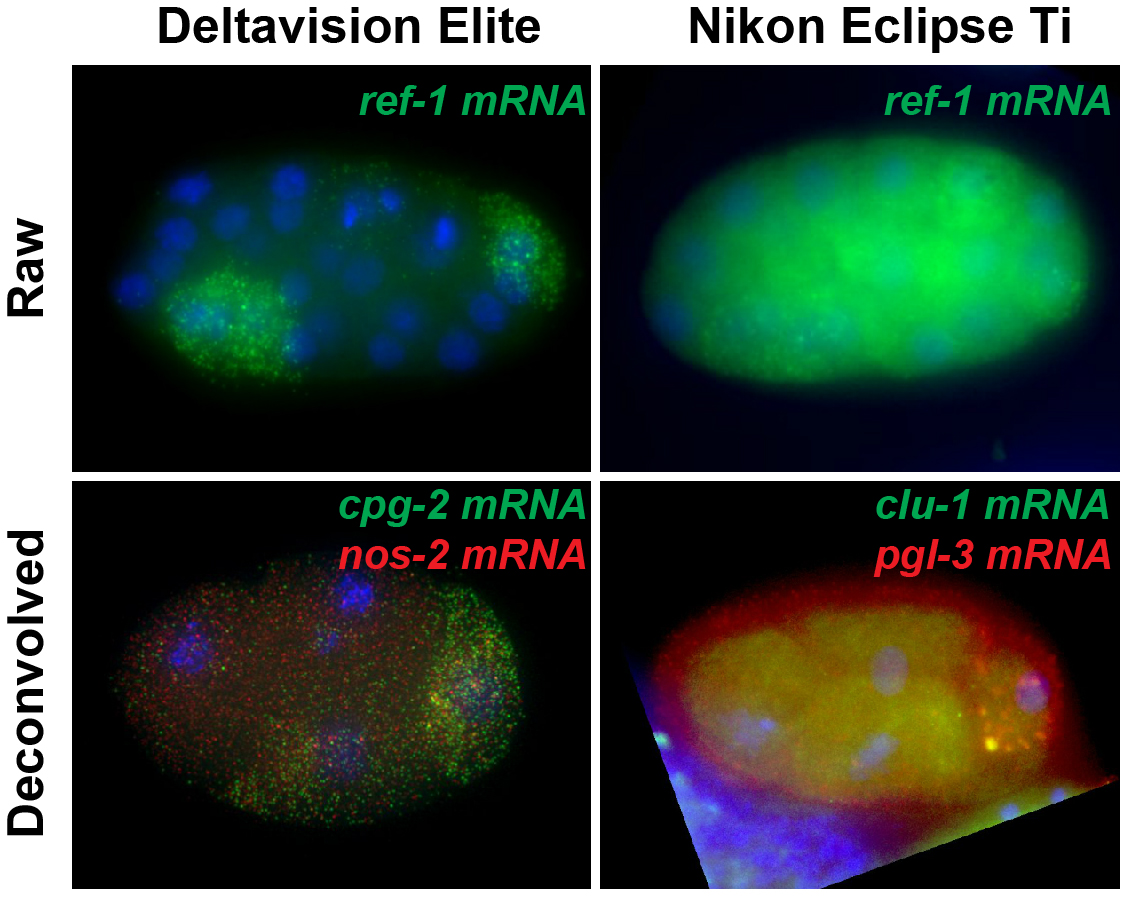 Deltavision Elite
Nikon Eclipse Ti
Raw
ref-1 mRNA
ref-1 mRNA
Deconvolved
cpg-2 mRNA
nos-2 mRNA
clu-1 mRNA
pgl-3 mRNA